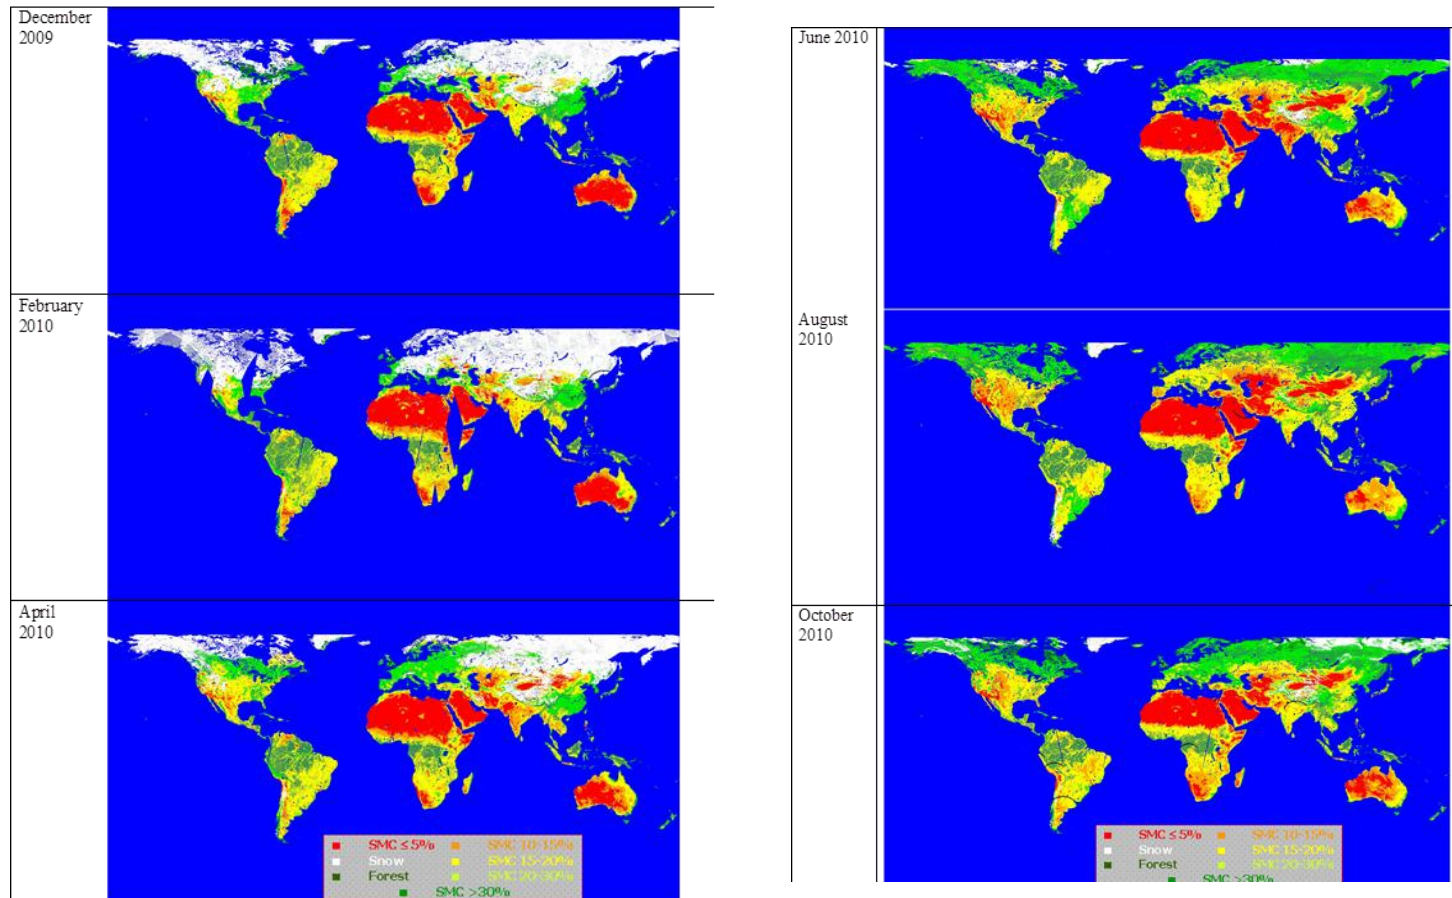 December
2009
February
2010
April
2010
SMC ≤ 5% SMC 10-15%
Snow SMC 15-20%
Forest SMC 20-30%
SMC >30%
June 2010
August
2010
October
2010
SMC ≤ 5% SMC 10-15%
Snow SMC 15-20%
Forest SMC 20-30%
SMC >30%